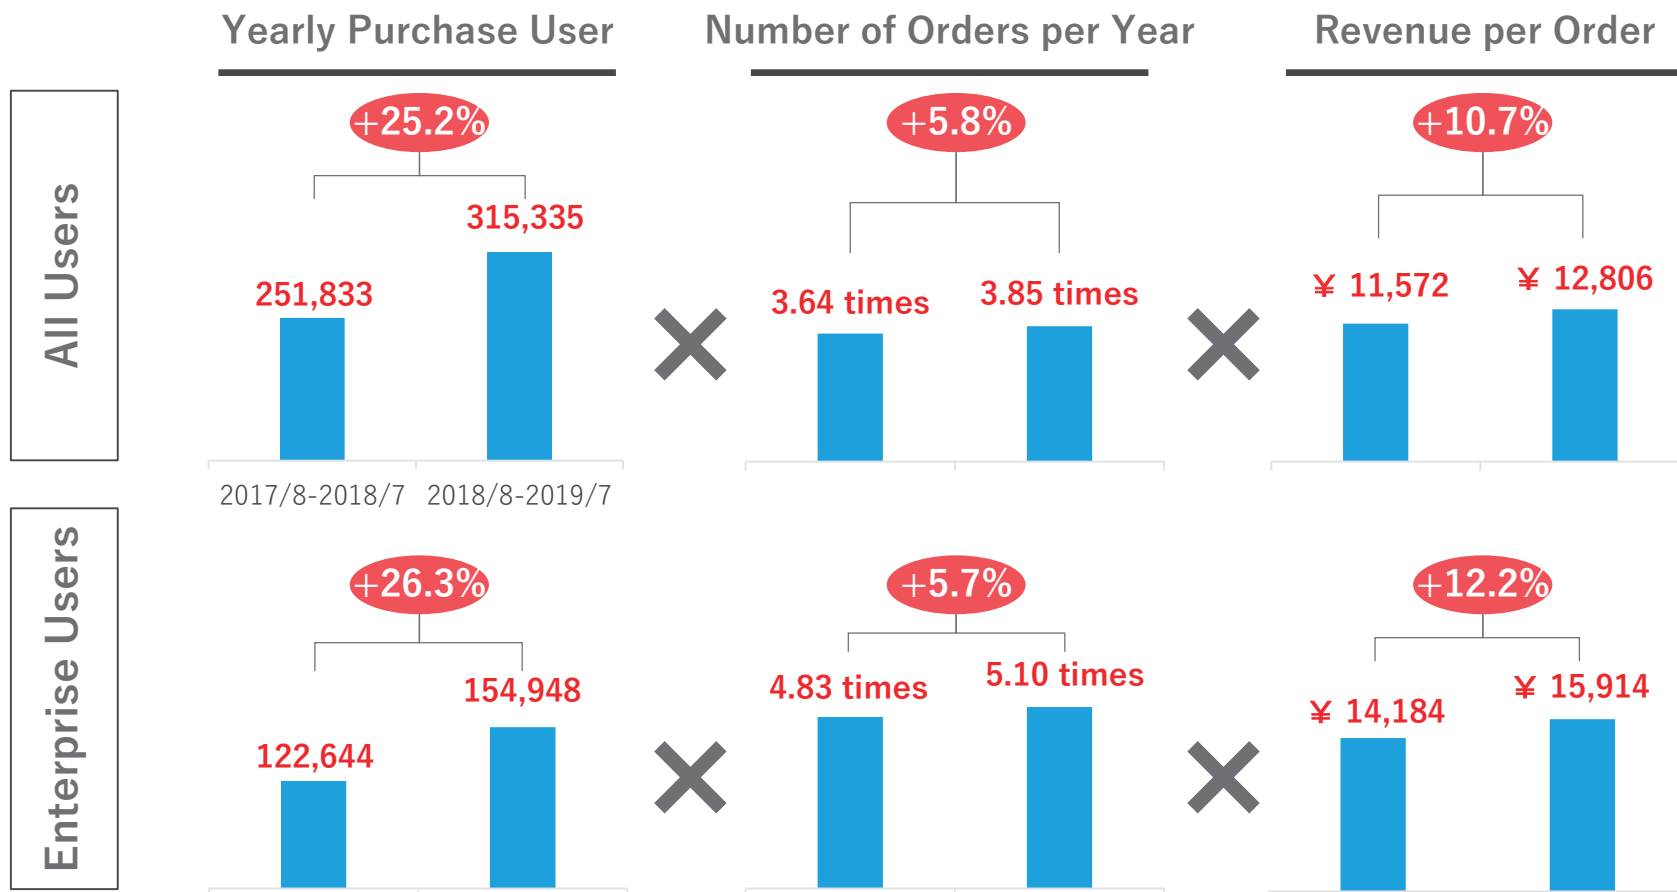 Yearly Purchase User
Number of Orders per Year
Revenue per Order
All Users
+25.2%
251,833
315,335
2017/8-2018/7
2018/8-2019/7
+5.8%
3.64 times
3.85 times
+10.7%
¥ 11,572
¥ 12,806
Enterprise Users
+26.3%
122,644
154,948
+5.7%
4.83 times
5.10 times
+12.2%
¥ 14,184
¥ 15,914